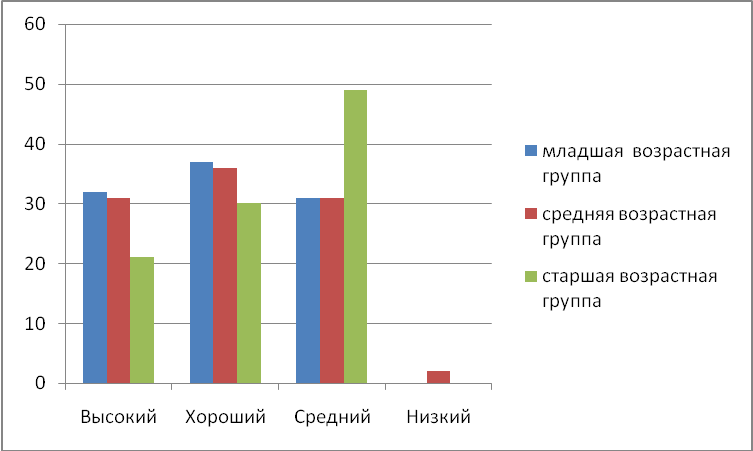 60
50
40
30
20
10
0
Высокий Хороший Средний Низкий
младшая возрастная
группа
средняя возрастная
группа
старшая возрастная
группа